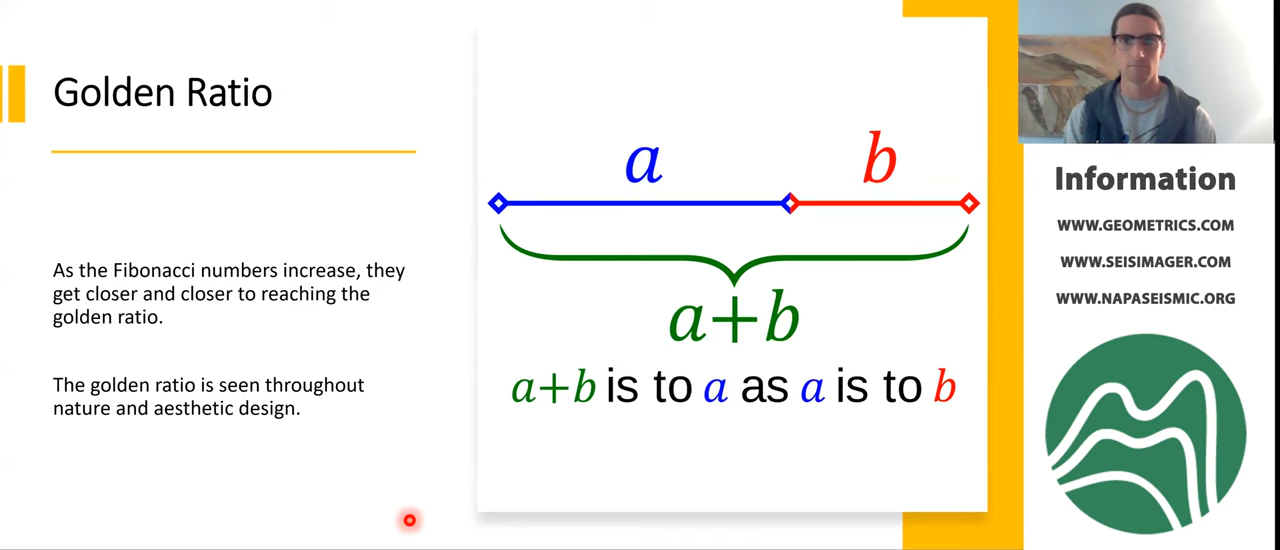 Golden Ratio
As the Fibonacci numbers increase, they
get closer and closer to reaching the
golden ratio.
The golden ratio is seen throughout
nature and aesthetic design.
a b
a+b
a+b is to a as a is to b
Information
WWW.GEOMETRICS.COM
WWW.SEISIMAGER.COM
WWW.NAPASEISMIC.ORG